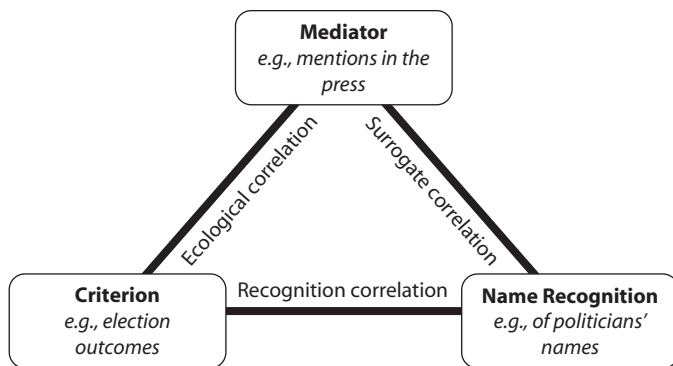 Mediator
e.g., mentions in the
press
Ecological correlation
Surrogate correlation
Criterion
e.g., election
outcomes
Recognition correlation
Name Recognition
e.g., of politicians’
names